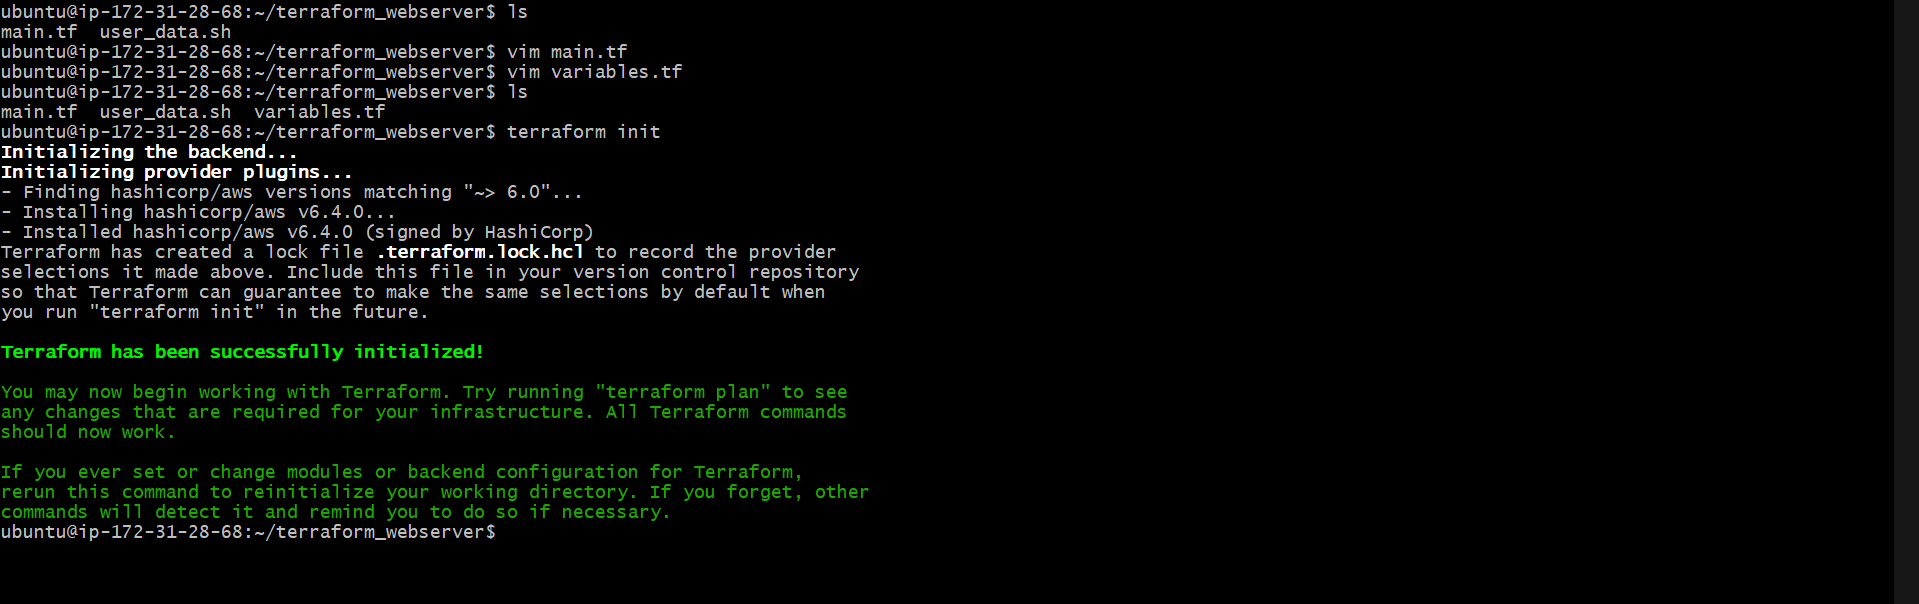 ubuntu@ip-172-31-28-68:~/terraform_webserver$ ls
main.tf  user_data.sh
ubuntu@ip-172-31-28-68:~/terraform_webserver$ vim main.tf
ubuntu@ip-172-31-28-68:~/terraform_webserver$ vim variables.tf
ubuntu@ip-172-31-28-68:~/terraform_webserver$ ls
main.tf  user_data.sh  variables.tf
ubuntu@ip-172-31-28-68:~/terraform_webserver$ terraform init
Initializing the backend...
Initializing provider plugins...
- Finding hashicorp/aws versions matching "~> 6.0"...
- Installing hashicorp/aws v6.4.0...
- Installed hashicorp/aws v6.4.0 (signed by HashiCorp)
Terraform has created a lock file .terraform.lock.hcl to record the provider
selections it made above. Include this file in your version control repository
so that Terraform can guarantee to make the same selections by default when
you run "terraform init" in the future.
Terraform has been successfully initialized!
You may now begin working with Terraform. Try running "terraform plan" to see
any changes that are required for your infrastructure. All Terraform commands
should now work.
If you ever set or change modules or backend configuration for Terraform,
rerun this command to reinitialize your working directory. If you forget, other
commands will detect it and remind you to do so if necessary.
ubuntu@ip-172-31-28-68:~/terraform_webserver$